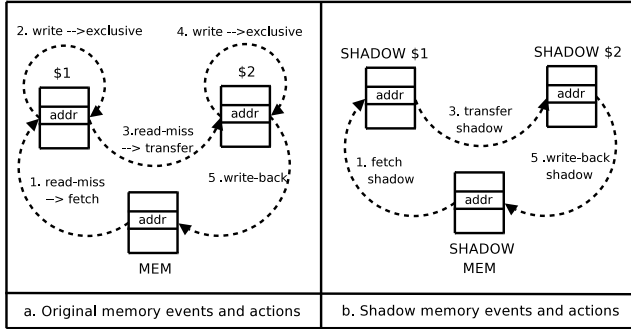 2. write -->exclusive
4. write -->exclusive
$1
$2
addr
addr
3.read-miss
--> transfer
1. read-miss
-> fetch
5 .write-back
addr
MEM
a. Original memory events and actions
SHADOW $1
SHADOW $2
addr
addr
3. transfer
shadow
1. fetch
shadow
5 .write-back
shadow
addr
SHADOW
MEM
b. Shadow memory events and actions